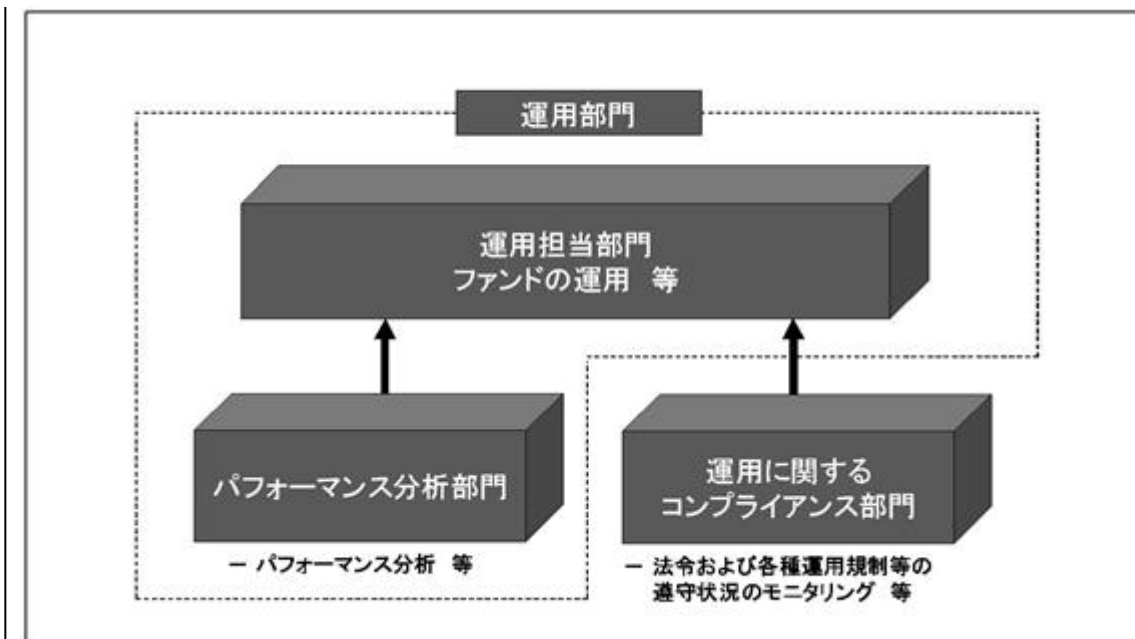 運用部門
運用担当部門
ファンドの運用 等
パフォーマンス分析部門
− パフォーマンス分析 等
運用に関する
コンプライアンス部門
− 法令および各種運用規制等の
遵守状況のモニタリング 等